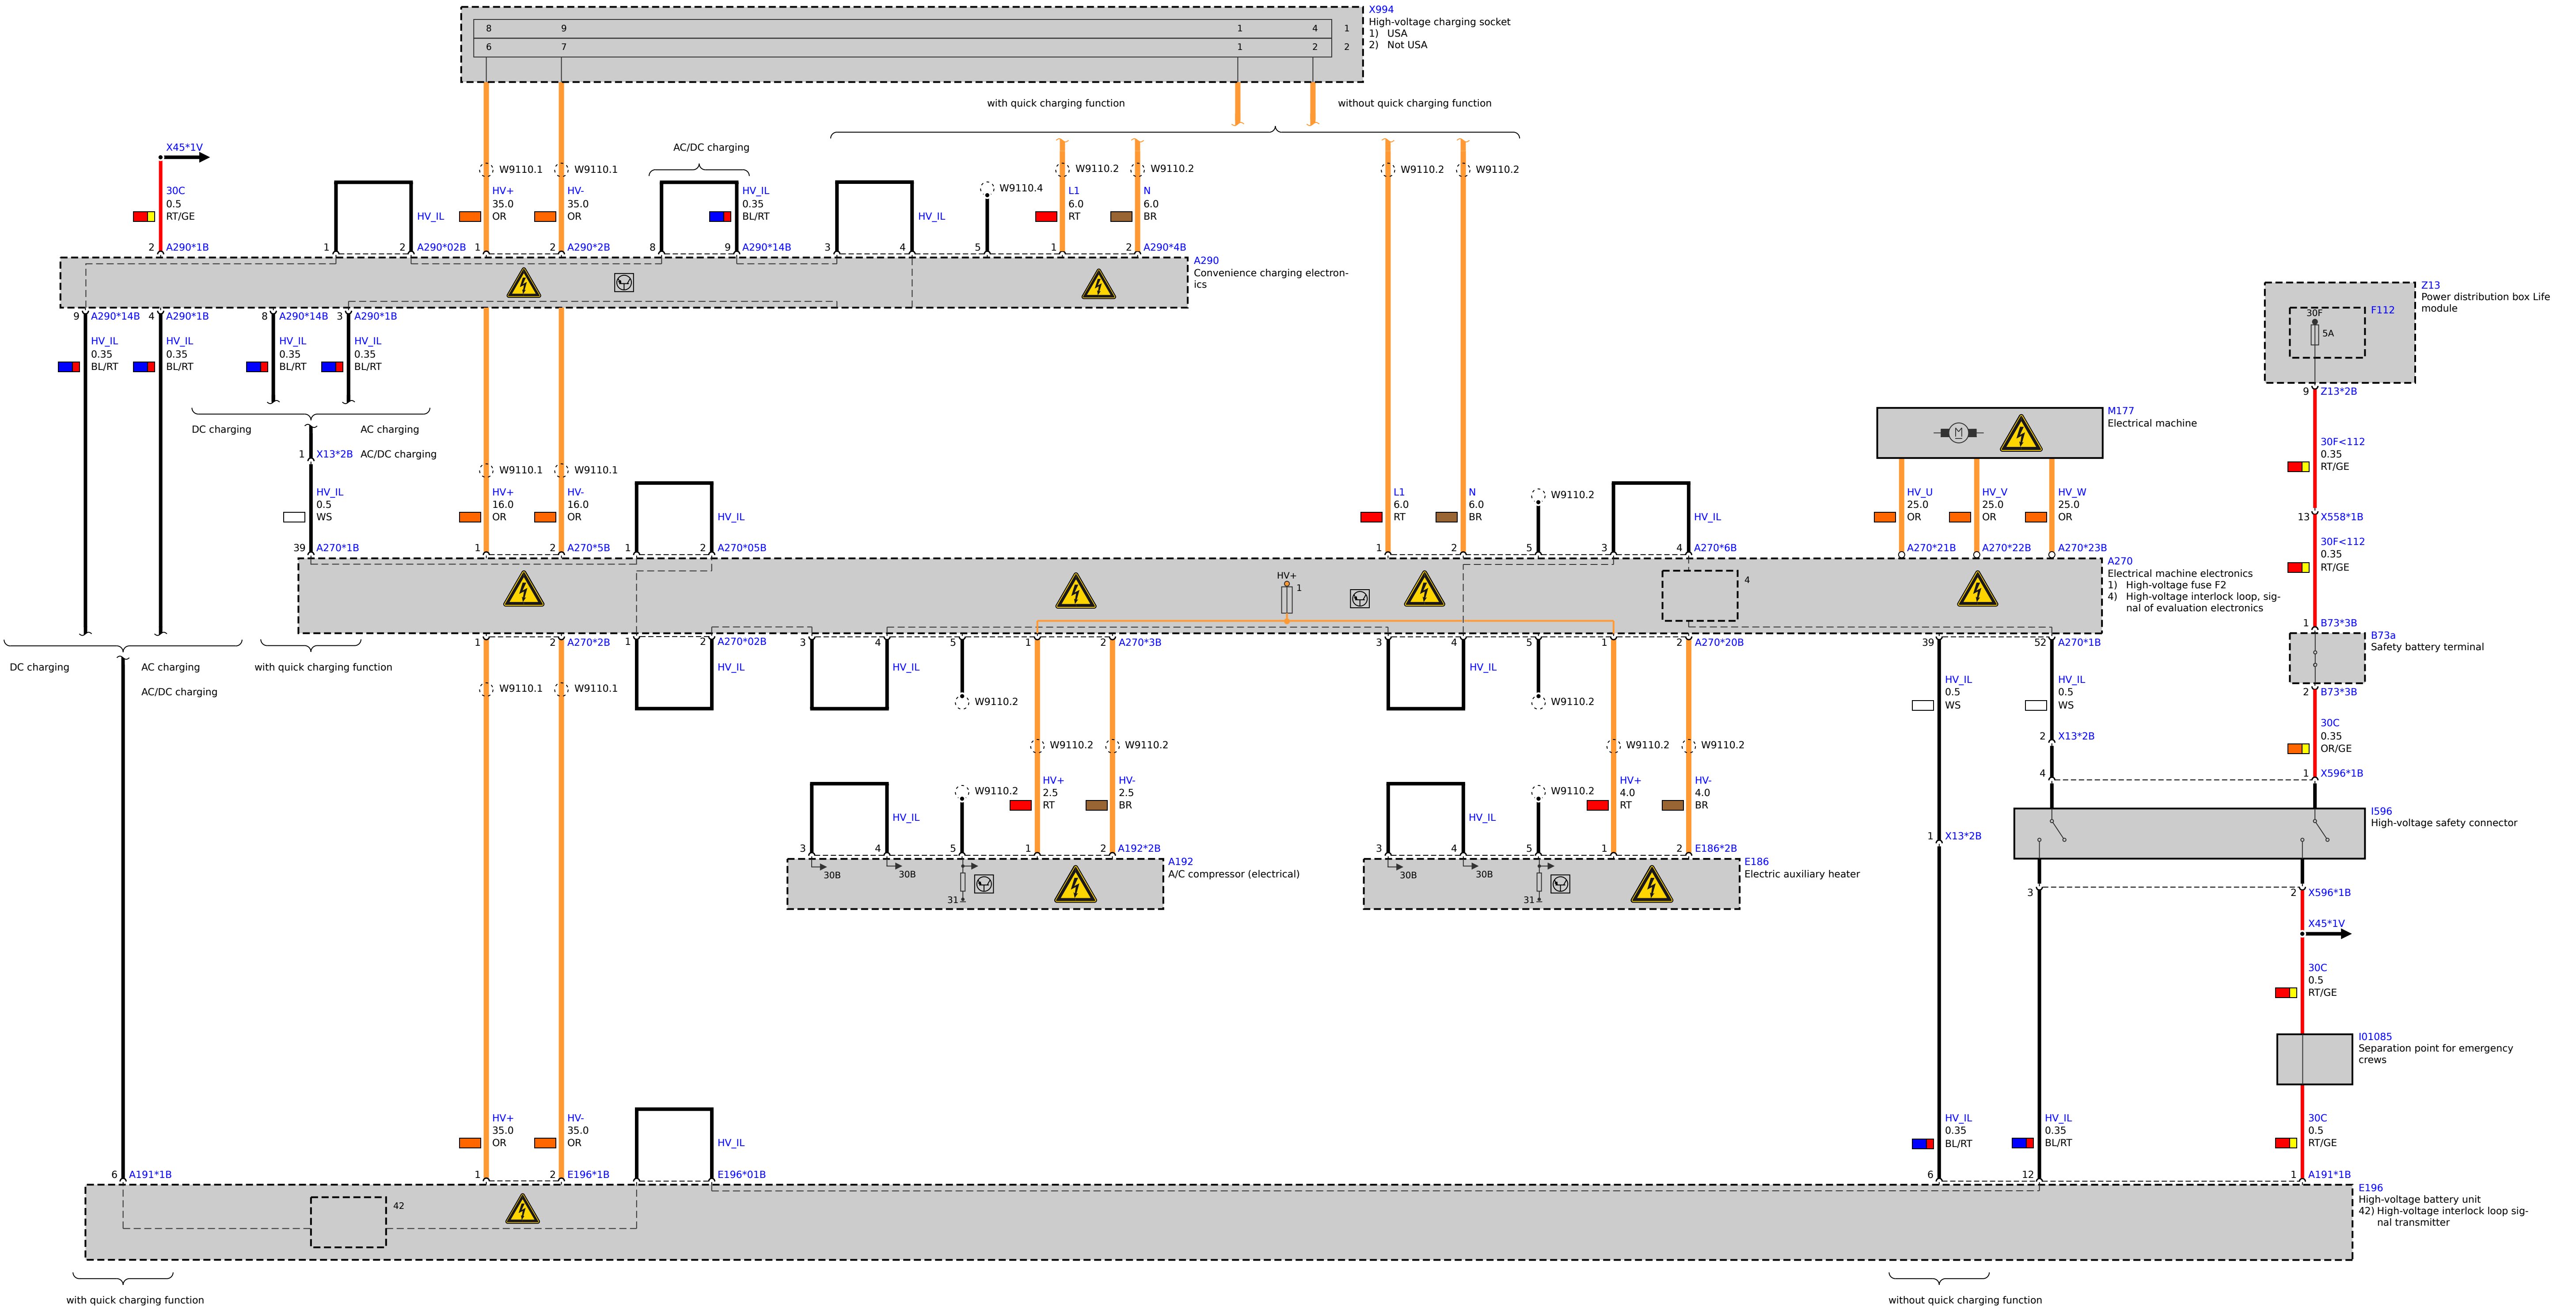 X994
High-voltage charging socket
1) USA
2) Not USA
8 9 1 4 1
6 7 1 2 2
with quick charging function
without quick charging function
X45*1V
AC/DC charging
W9110.1
W9110.1
W9110.4
W9110.2
W9110.2
W9110.2
W9110.2
30C
0.5
RT/GE
HV_IL
HV+
35.0
OR
HV-
35.0
OR
HV_IL
0.35
BL/RT
HV_IL
L1
6.0
RT
N
6.0
BR
2 A290*1B
1 2 A290*02B
1 2 A290*2B
8 9 A290*14B
3 4 5 1 2 A290*4B
A290
Convenience charging electron-
ics
Z13
Power distribution box Life
module
F112
30F
5A
9 Z13*2B
9 A290*14B
4 A290*1B
8 A290*14B
3 A290*1B
HV_IL
0.35
BL/RT
HV_IL
0.35
BL/RT
HV_IL
0.35
BL/RT
HV_IL
0.35
BL/RT
DC charging
AC charging
AC/DC charging
1 X13*2B
M177
Electrical machine
M
30F<112
0.35
RT/GE
W9110.1
W9110.1
HV_IL
0.5
WS
HV+
16.0
OR
HV-
16.0
OR
HV_IL
L1
6.0
RT
N
6.0
BR
W9110.2
HV_IL
HV_U
25.0
OR
HV_V
25.0
OR
HV_W
25.0
OR
13 X558*1B
30F<112
0.35
RT/GE
39 A270*1B
1 2 A270*5B
1 2 A270*05B
1 2 5 3 4 A270*6B
A270*21B
A270*22B
A270*23B
A270
Electrical machine electronics
1) High-voltage fuse F2
4) High-voltage interlock loop, sig-
nal of evaluation electronics
HV+
1
4
1 B73*3B
B73a
Safety battery terminal
2 B73*3B
1 2 A270*2B
1 2 A270*02B
3 4 5 1 2 A270*3B
3 4 5 1 2 A270*20B
39 52 A270*1B
DC charging
AC charging
AC/DC charging
with quick charging function
W9110.1
W9110.1
HV_IL
HV_IL
W9110.2
HV_IL
W9110.2
HV_IL
0.5
WS
HV_IL
0.5
WS
30C
0.35
OR/GE
W9110.2
W9110.2
W9110.2
W9110.2
2 X13*2B
4 1 X596*1B
HV_IL
W9110.2
HV+
2.5
RT
HV-
2.5
BR
HV_IL
W9110.2
HV+
4.0
RT
HV-
4.0
BR
I596
High-voltage safety connector
1 X13*2B
3 4 5 1 2 A192*2B
3 4 5 1 2 E186*2B
A192
A/C compressor (electrical)
30B
30B
31
E186
Electric auxiliary heater
30B
30B
31
3 2 X596*1B
X45*1V
30C
0.5
RT/GE
I01085
Separation point for emergency
crews
HV+
35.0
OR
HV-
35.0
OR
HV_IL
HV_IL
0.35
BL/RT
HV_IL
0.35
BL/RT
30C
0.5
RT/GE
6 A191*1B
1 2 E196*1B
E196*01B
6 12 1 A191*1B
E196
High-voltage battery unit
42) High-voltage interlock loop sig-
nal transmitter
42
with quick charging function
without quick charging function